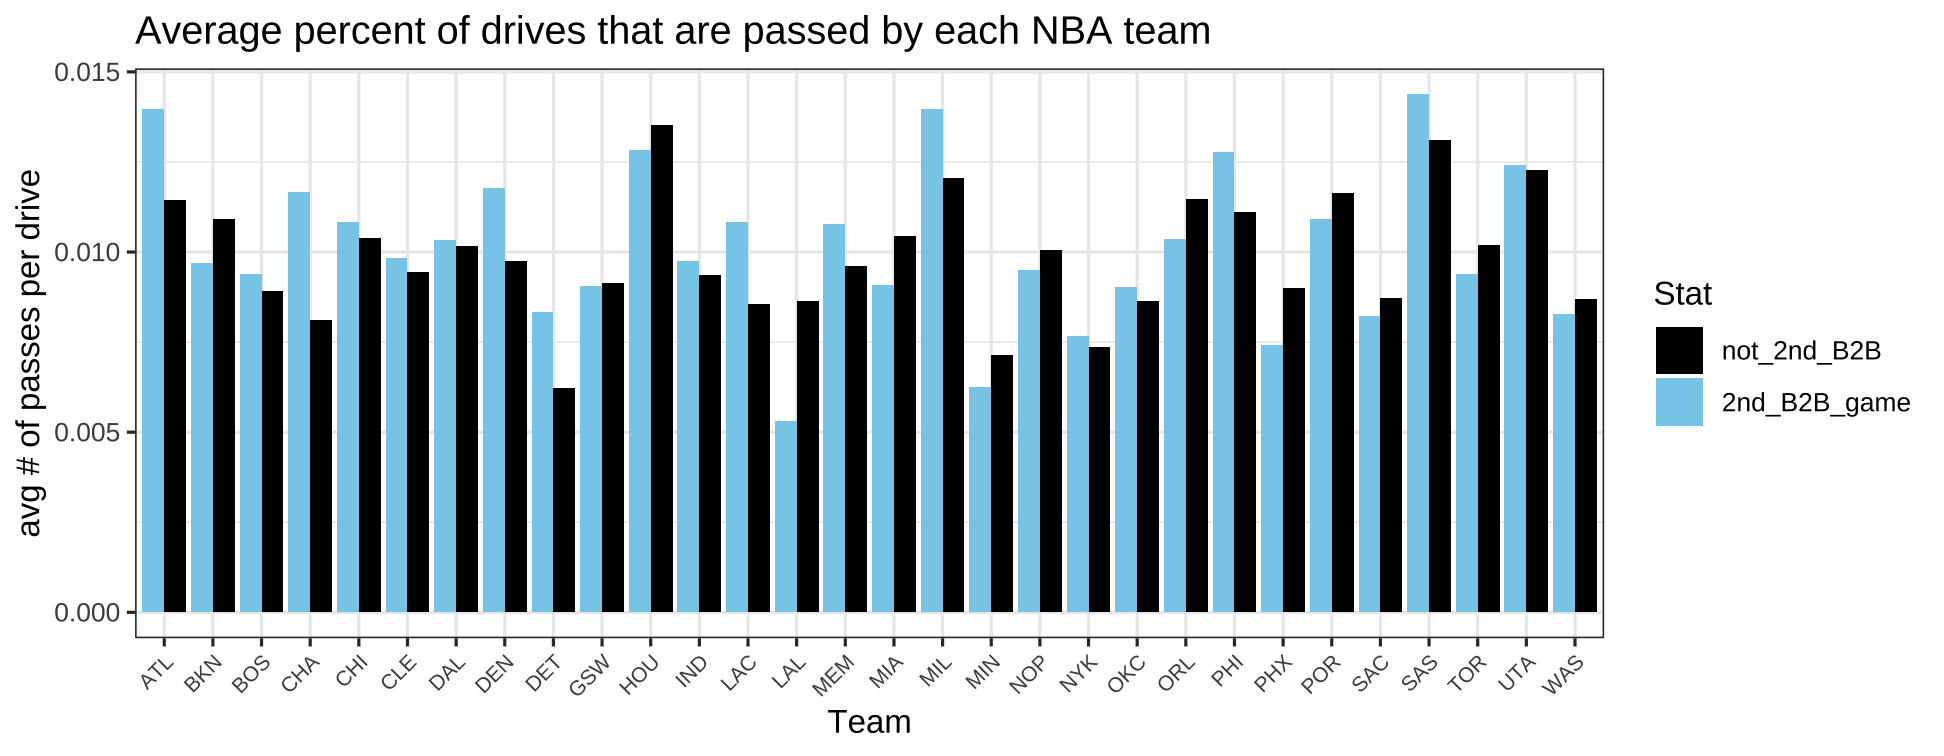 Average percent of drives that are passed by each NBA team
avg # of passes per drive
0.015
0.010
0.005
0.000
ATL BKN BOS CHA CHI CLE DAL DEN DET GSW HOU IND LAC LAL MEM MIA MIL MIN NOP NYK OKC ORL PHI PHX POR SAC SAS TOR UTA WAS
Team
Stat
not_2nd_B2B
2nd_B2B_game